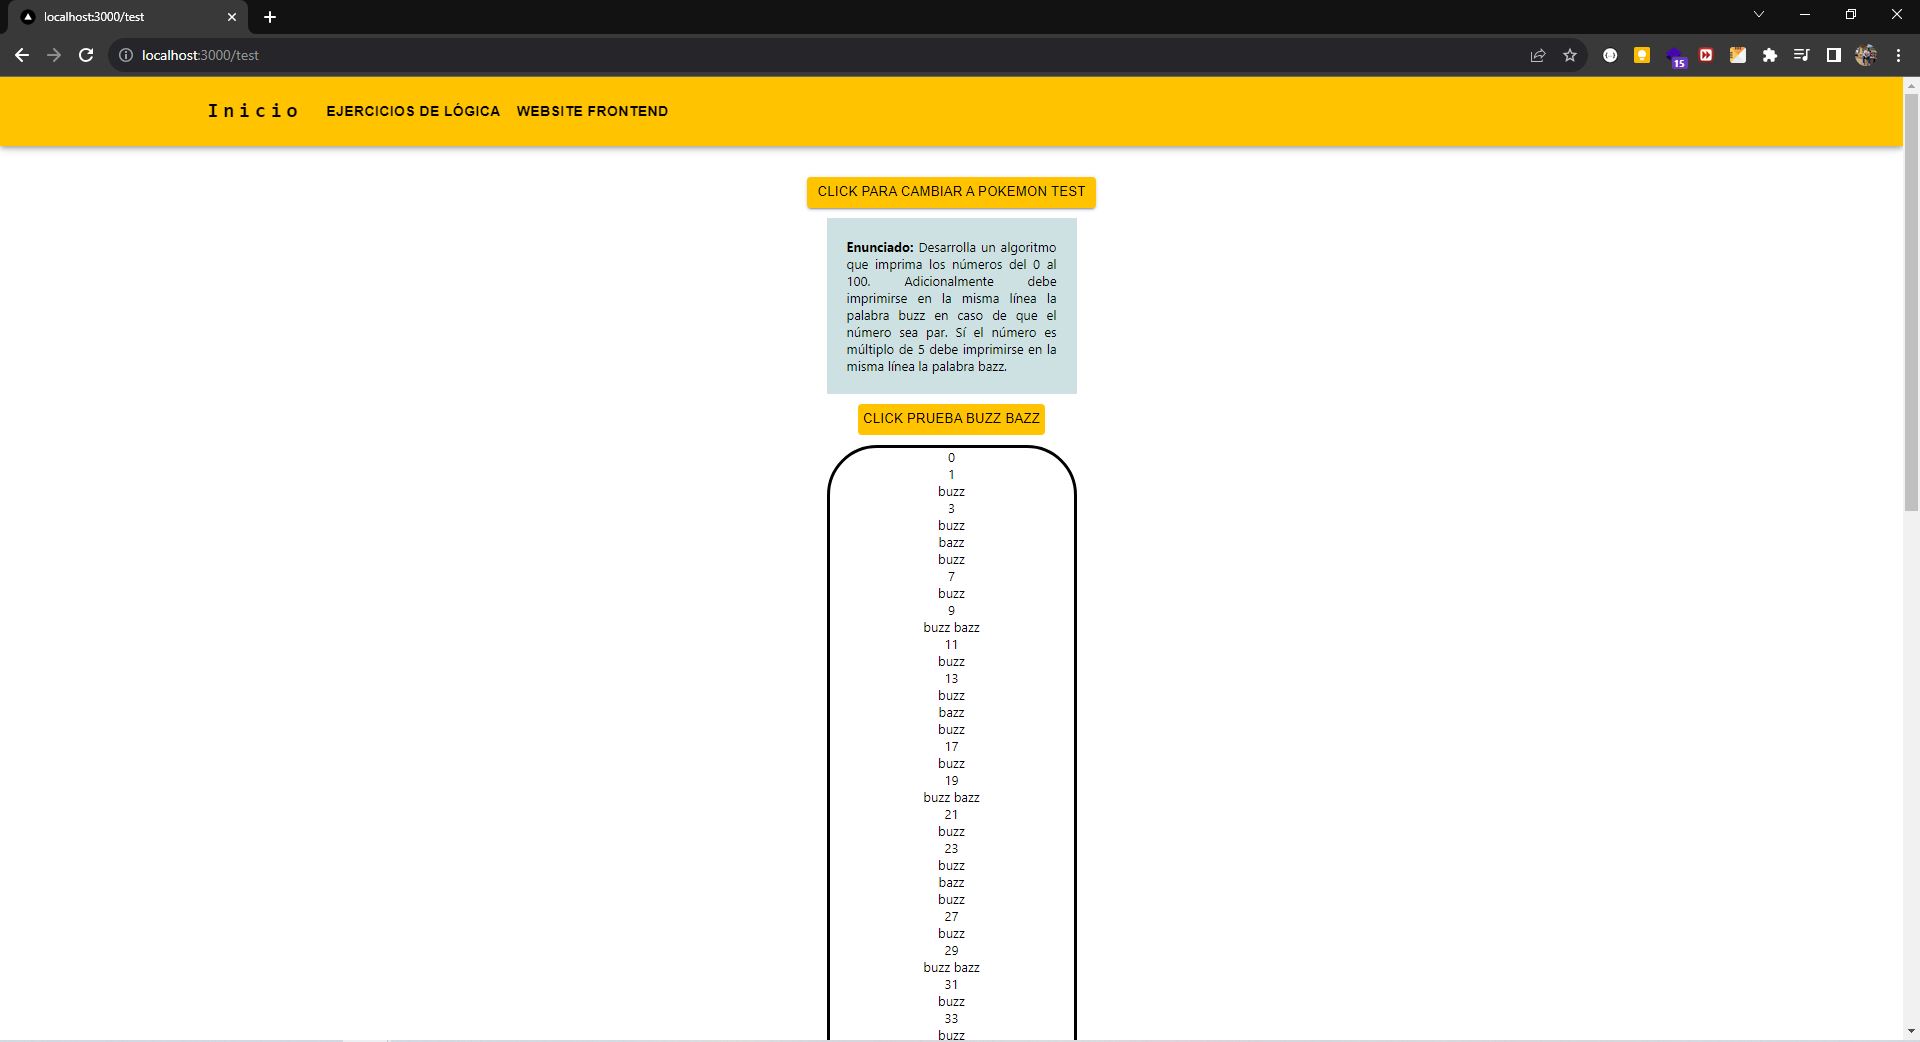 localhost:3000/test
localhost:3000/test
15
Inicio EJERCICIOS DE LÓGICA WEBSITE FRONTEND
CLICK PARA CAMBIAR A POKEMON TEST
Enunciado: Desarrolla un algoritmo
que imprima los números del 0 al
100. Adicionalmente debe
imprimirse en la misma línea la
palabra buzz en caso de que el
número sea par. Sí el número es
múltiplo de 5 debe imprimirse en la
misma línea la palabra bazz.
CLICK PRUEBA BUZZ BAZZ
0
1
buzz
3
buzz
bazz
buzz
7
buzz
9
buzz bazz
11
buzz
13
buzz
bazz
buzz
17
buzz
19
buzz bazz
21
buzz
23
buzz
bazz
buzz
27
buzz
29
buzz bazz
31
buzz
33
buzz